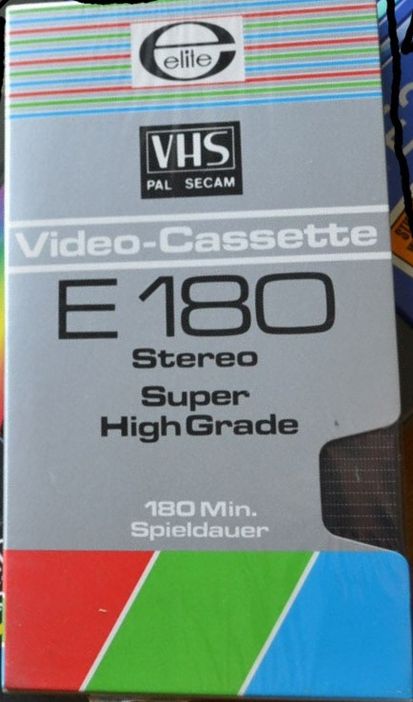 elite
VHS
PAL SECAM
Video-Cassette
E 180
Stereo
Super
High Grade
180 Min.
Spieldauer